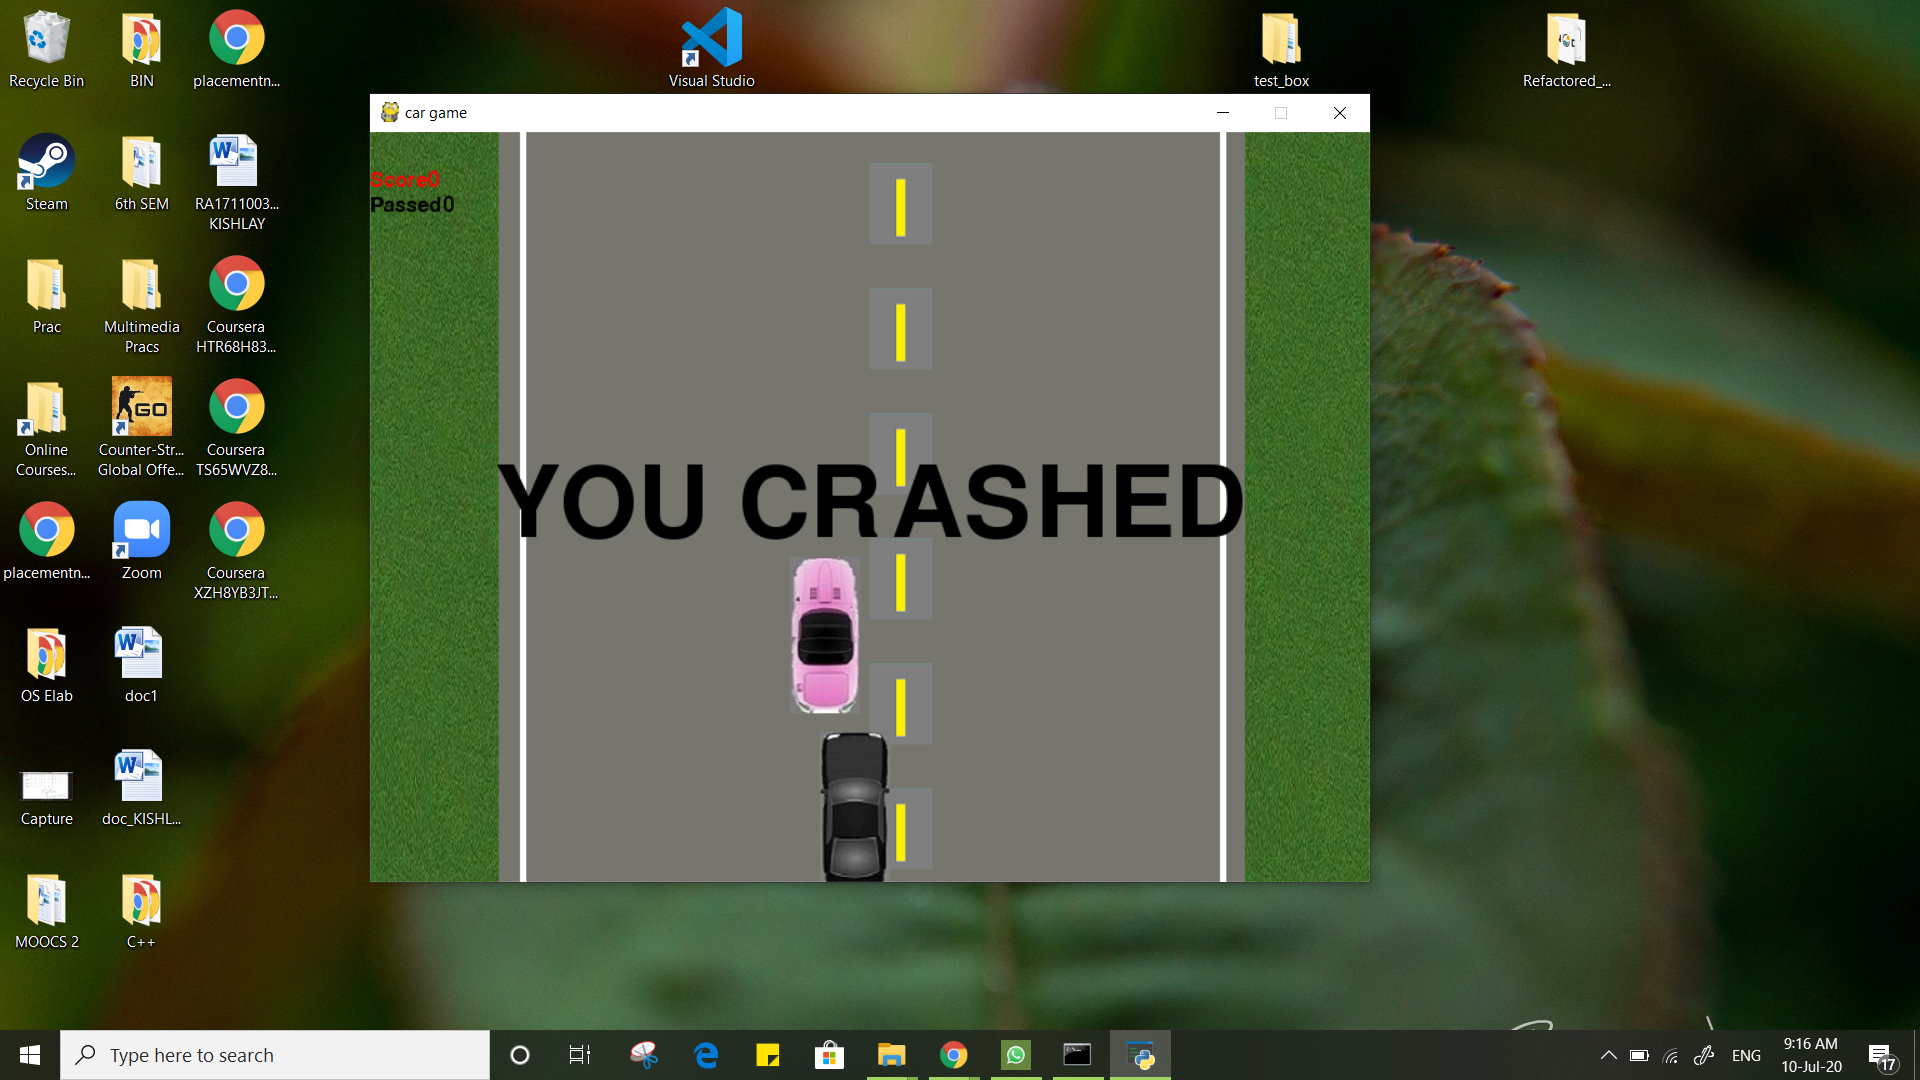 Recycle Bin
BIN
placementn...
Visual Studio
test_box
Refactored_...
Steam
6th SEM
RA1711003...
KISHLAY
Prac
Multimedia
Pracs
Coursera
HTR68H83...
Online
Courses...
GO
Counter-Str...
Global Offe...
Coursera
TS65WVZ8...
placementn...
Zoom
Coursera
XZH8YB3JT...
OS Elab
doc1
Capture
doc_KISHL...
MOOCS 2
C++
car game
Score0
Passed0
YOU CRASHED
Type here to search
ENG
9:16 AM
10-Jul-20
17